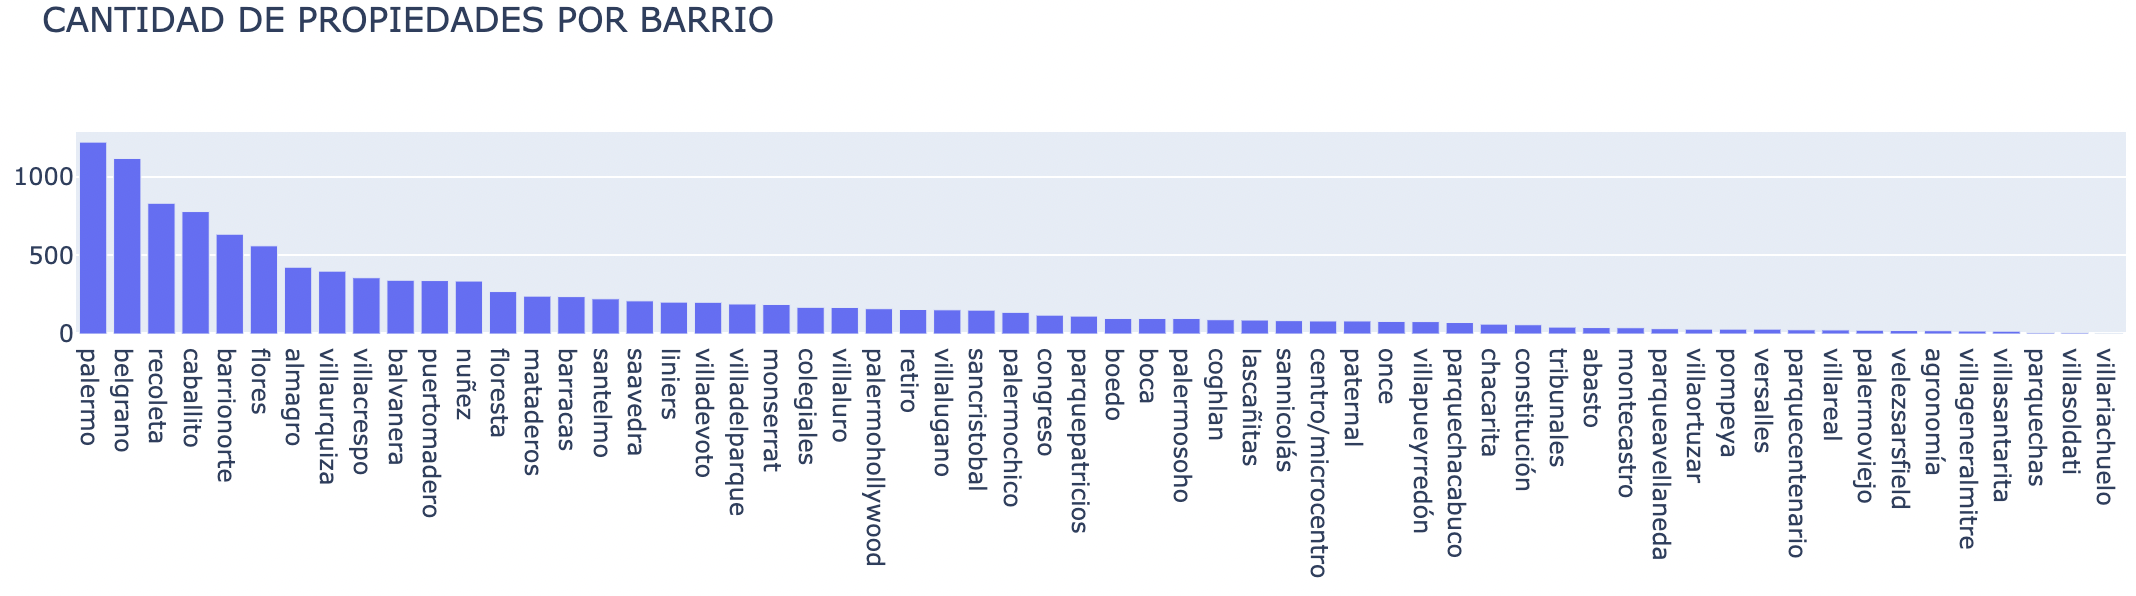 CANTIDAD DE PROPIEDADES POR BARRIO
1000
500
0
palermo
belgrano
recoleta
caballito
barrionorte
flores
almagro
villaurquiza
villacrespo
balvanera
puertomadero
nuñez
floresta
mataderos
barracas
santelmo
saavedra
liniers
villadevoto
villadelparque
monserrat
colegiales
villaluro
palermohollywood
retiro
villalugano
sancristobal
palermochico
congreso
parquepatricios
boedo
boca
palermosoho
coghlan
lascañitas
sannicolás
centro/microcentro
paternal
once
villapueyrredón
parquechacabuco
chacarita
constitución
tribunales
abasto
montecastro
parqueavellaneda
villaortuzar
pompeya
versalles
parquecentenario
villareal
palermoviejo
velezsarsfield
agronomía
villageneralmitre
villasantarita
parquechas
villasoldati
villariachuelo